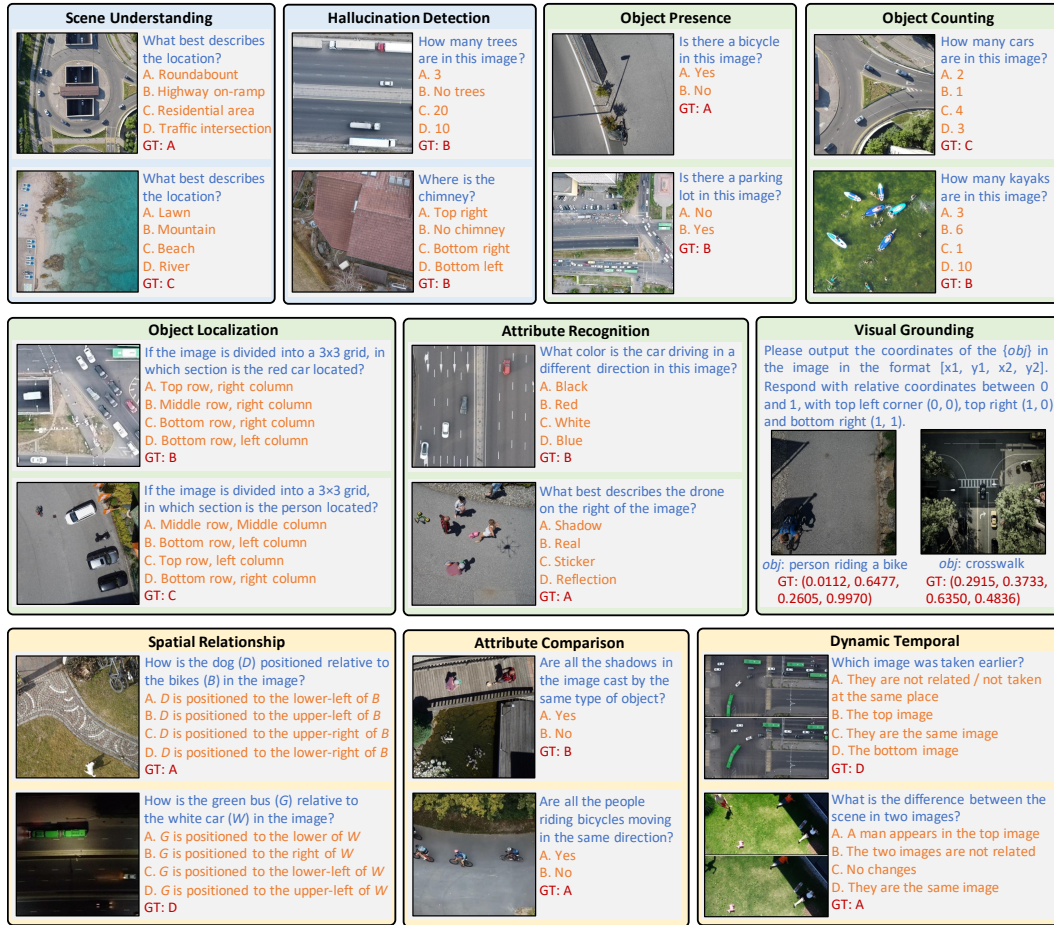 Scene Understanding
What best describes
the location?
A. Roundabount
B. Highway on-ramp
C. Residential area
D. Traffic intersection
GT: A
What best describes
the location?
A. Lawn
B. Mountain
C. Beach
D. River
GT: C
Hallucination Detection
How many trees
are in this image?
A. 3
B. No trees
C. 20
D. 10
GT: B
Where is the
chimney?
A. Top right
B. No chimney
C. Bottom right
D. Bottom left
GT: B
Object Presence
Is there a bicycle
in this image?
A. Yes
B. No
GT: A
Is there a parking
lot in this image?
A. No
B. Yes
GT: B
Object Counting
How many cars
are in this image?
A. 2
B. 1
C. 4
D. 3
GT: C
How many kayaks
are in this image?
A. 3
B. 6
C. 1
D. 10
GT: B
Object Localization
If the image is divided into a 3x3 grid, in
which section is the red car located?
A. Top row, right column
B. Middle row, right column
C. Bottom row, right column
D. Bottom row, left column
GT: B
If the image is divided into a 3×3 grid,
in which section is the person located?
A. Middle row, Middle column
B. Bottom row, left column
C. Top row, left column
D. Bottom row, right column
GT: C
Attribute Recognition
What color is the car driving in a
different direction in this image?
A. Black
B. Red
C. White
D. Blue
GT: B
What best describes the drone
on the right of the image?
A. Shadow
B. Real
C. Sticker
D. Reflection
GT: A
Visual Grounding
Please output the coordinates of the {obj} in
the image in the format [x1, y1, x2, y2].
Respond with relative coordinates between 0
and 1, with top left corner (0, 0), top right (1, 0)
and bottom right (1, 1).
obj: person riding a bike
GT: (0.0112, 0.6477,
0.2605, 0.9970)
obj: crosswalk
GT: (0.2915, 0.3733,
0.6350, 0.4836)
Spatial Relationship
How is the dog (D) positioned relative to
the bikes (B) in the image?
A. D is positioned to the lower-left of B
B. D is positioned to the upper-left of B
C. D is positioned to the upper-right of B
D. D is positioned to the lower-right of B
GT: A
How is the green bus (G) relative to
the white car (W) in the image?
A. G is positioned to the lower of W
B. G is positioned to the right of W
C. G is positioned to the lower-left of W
D. G is positioned to the upper-left of W
GT: D
Attribute Comparison
Are all the shadows in
the image cast by the
same type of object?
A. Yes
B. No
GT: B
Are all the people
riding bicycles moving
in the same direction?
A. Yes
B. No
GT: A
Dynamic Temporal
Which image was taken earlier?
A. They are not related / not taken
at the same place
B. The top image
C. They are the same image
D. The bottom image
GT: D
What is the difference between the
scene in two images?
A. A man appears in the top image
B. The two images are not related
C. No changes
D. They are the same image
GT: A